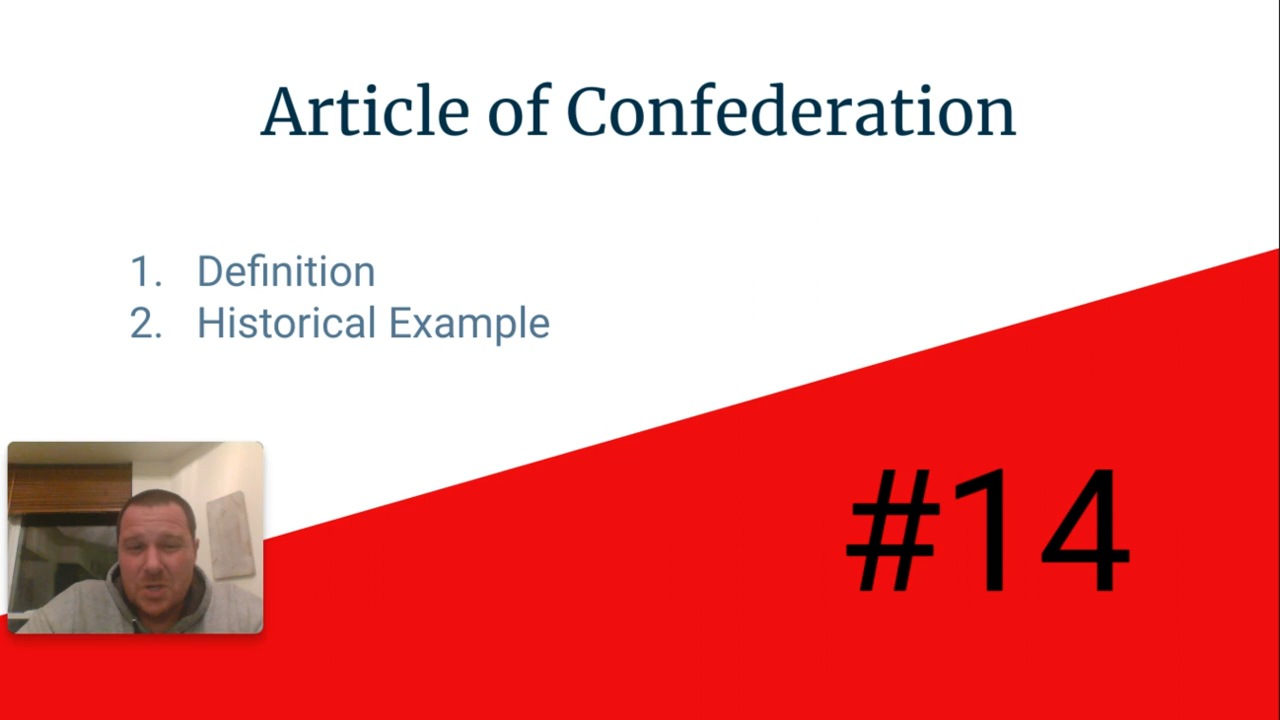 Article of Confederation
1. Definition
2. Historical Example
#14